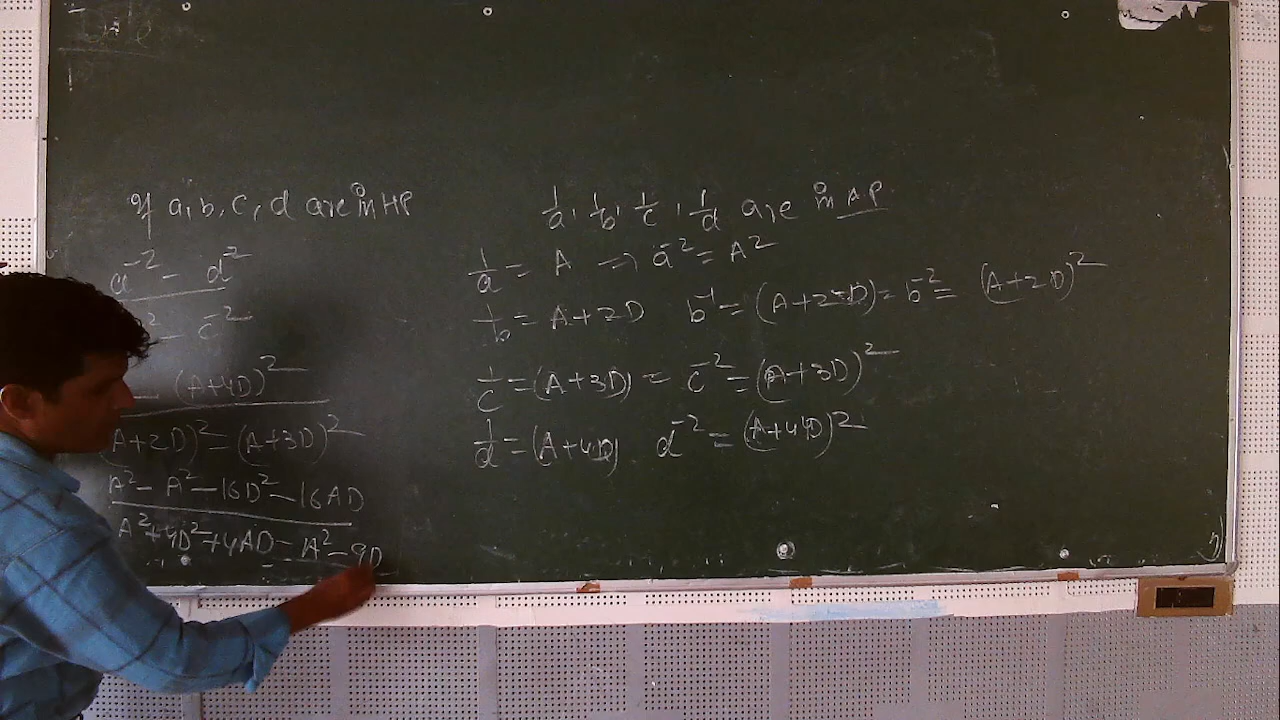 If a, b, c, d are in HP
a⁻² - d⁻²
⁻² - c⁻²
- (A+4D)²
(A+2D)² - (A+3D)²
A² - A² - 16D² - 16AD
A² + 4D² + 4AD - A² - 9D
1/a, 1/b, 1/c, 1/d are in AP
1/a = A => a⁻² = A²
1/b = A+2D b⁻¹ = (A+2D) = b⁻² = (A+2D)²
1/c = (A+3D) = c⁻² = (A+3D)²
1/d = (A+4D) d⁻² = (A+4D)²